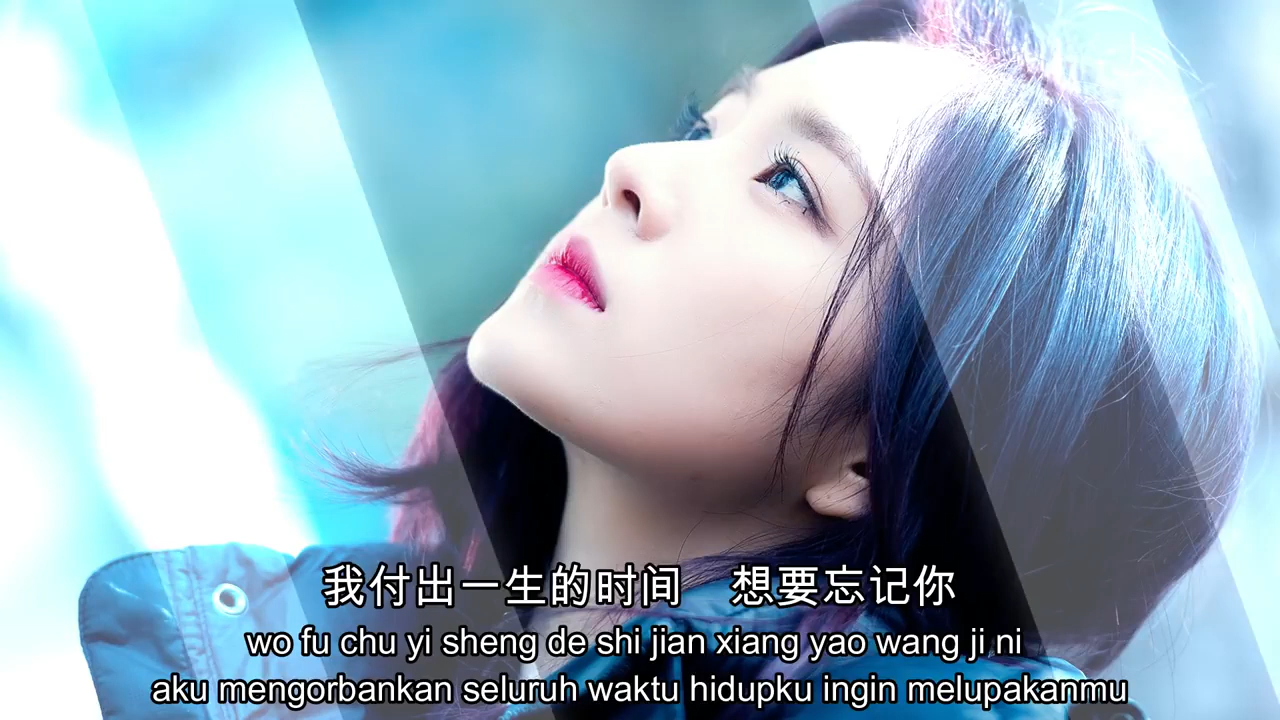 我付出一生的时间 想要忘记你
wo fu chu yi sheng de shi jian xiang yao wang ji ni
aku mengorbankan seluruh waktu hidupku ingin melupakanmu